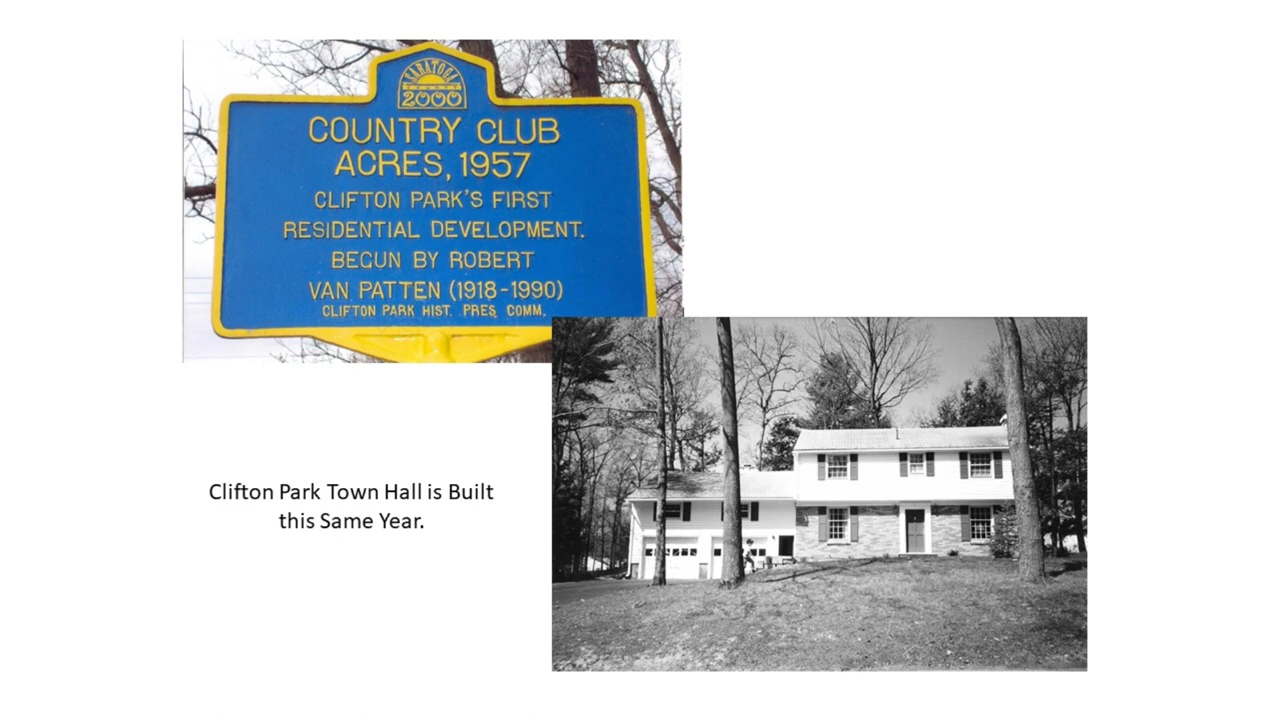 SARATOGA
COUNTY
2000
COUNTRY CLUB
ACRES, 1957
CLIFTON PARK'S FIRST
RESIDENTIAL DEVELOPMENT.
BEGUN BY ROBERT
VAN PATTEN (1918-1990)
CLIFTON PARK HIST. PRES. COMM.
Clifton Park Town Hall is Built
this Same Year.